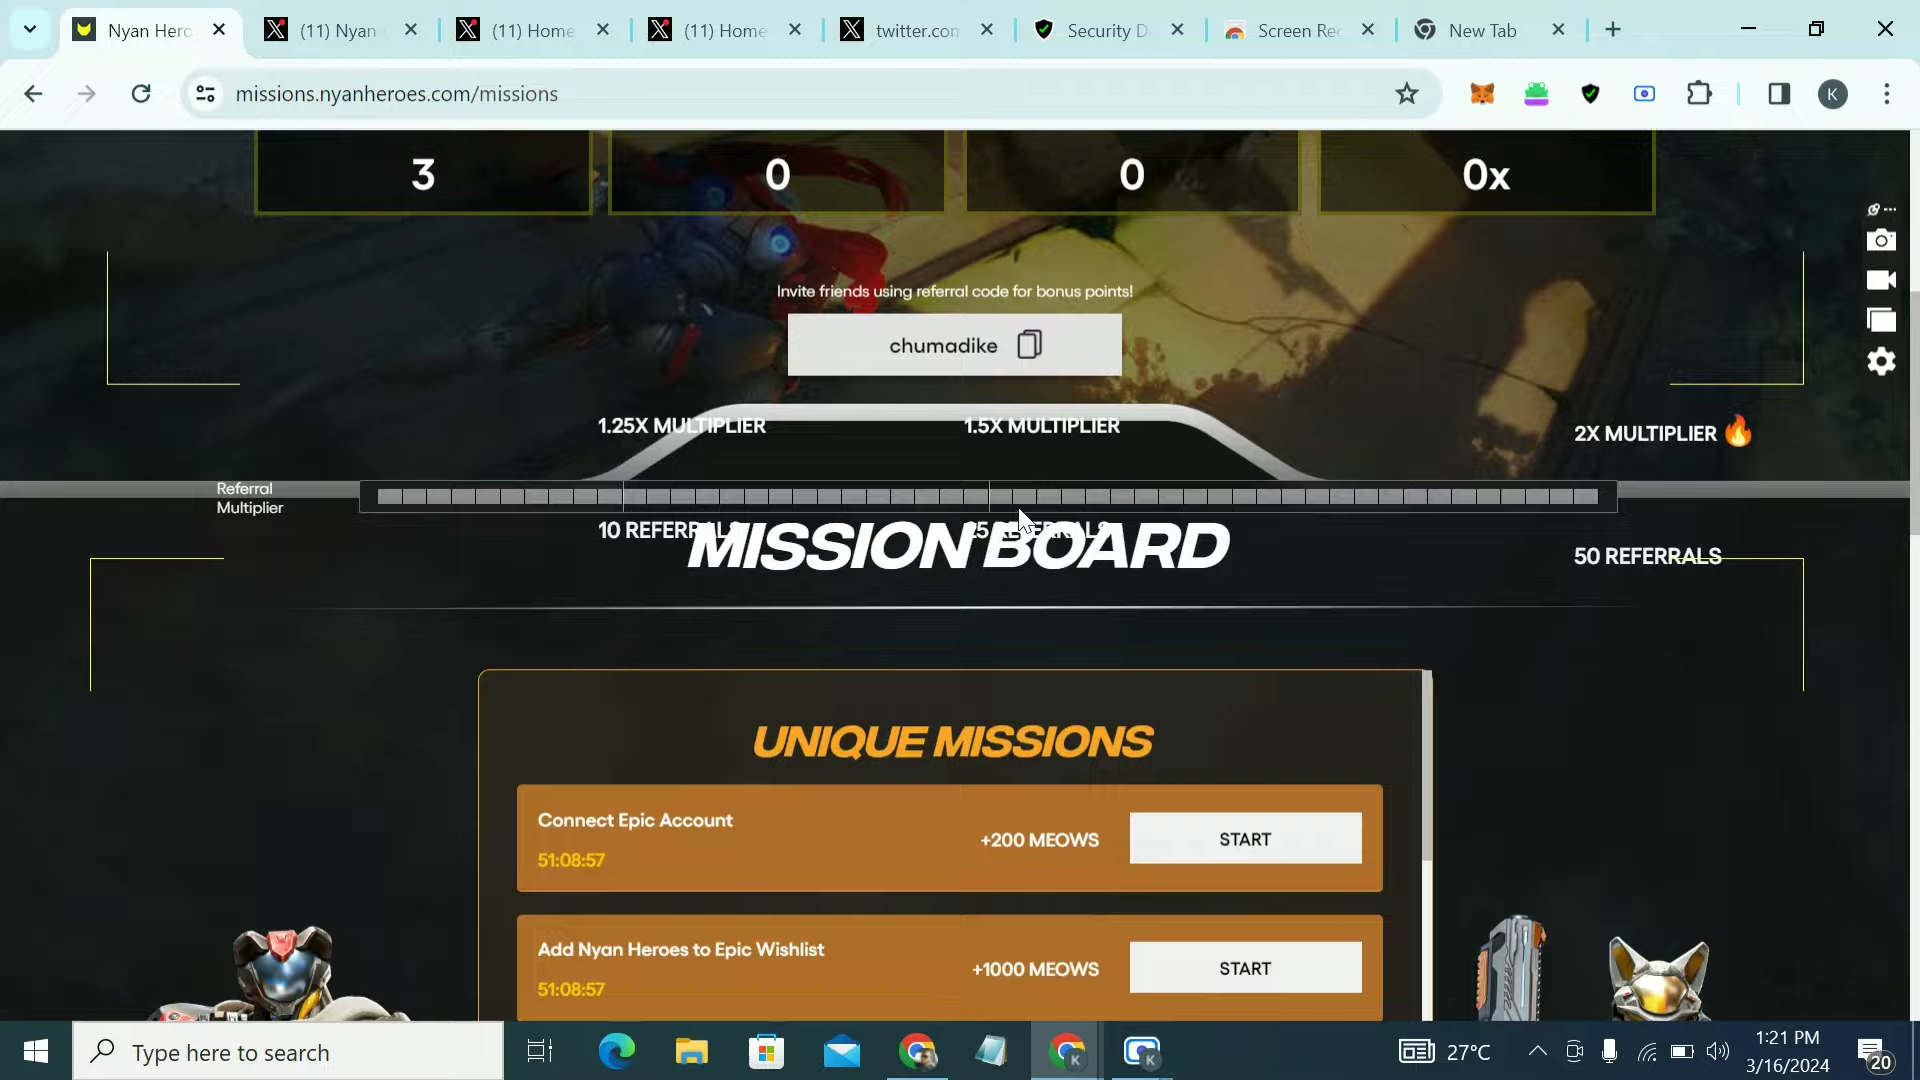 Nyan Hero
(11) Nyan
(11) Home
(11) Home
twitter.com
Security D
Screen Rec
New Tab
missions.nyanheroes.com/missions
K
3
0
0
0x
Invite friends using referral code for bonus points!
chumadike
1.25X MULTIPLIER
1.5X MULTIPLIER
2X MULTIPLIER 🔥
Referral
Multiplier
10 REFERRALS
25 REFERRALS
50 REFERRALS
MISSION BOARD
UNIQUE MISSIONS
Connect Epic Account
51:08:57
+200 MEOWS
START
Add Nyan Heroes to Epic Wishlist
51:08:57
+1000 MEOWS
START
Type here to search
K
K
27°C
1:21 PM
3/16/2024
20